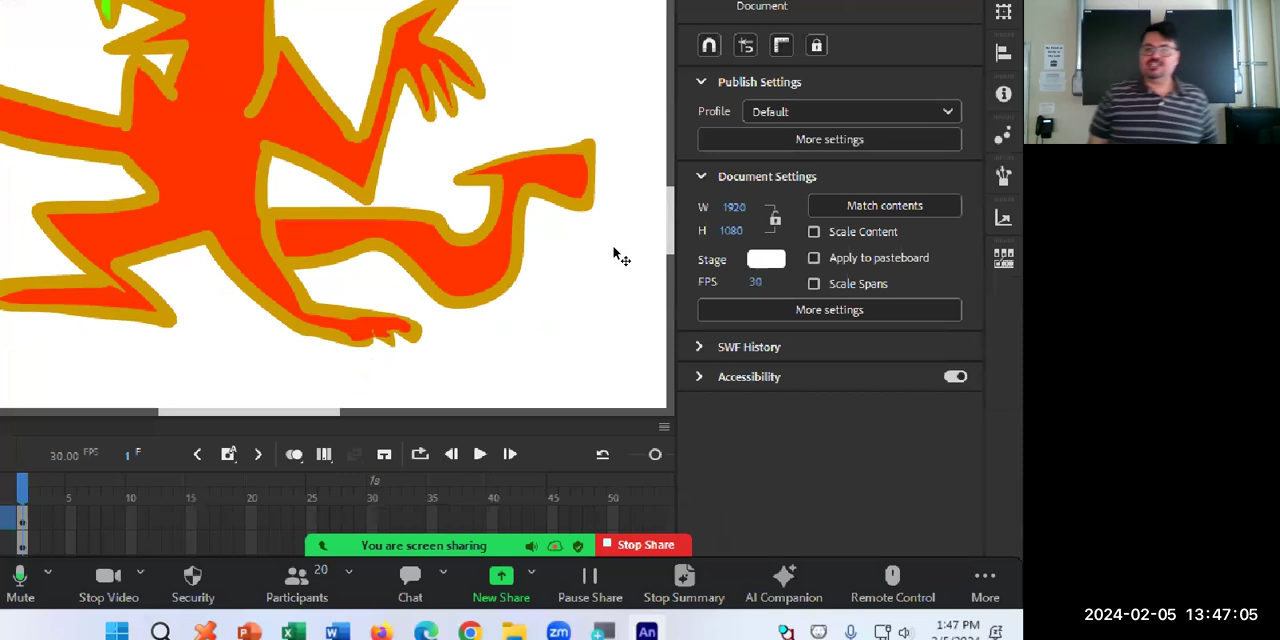 Document
Publish Settings
Profile Default
More settings
Document Settings
W 1920 Match contents
H 1080 Scale Content
Stage Apply to pasteboard
FPS 30 Scale Spans
More settings
SWF History
Accessibility
30.00 FPS 1 F
1s
5 10 15 20 25 30 35 40 45 50
You are screen sharing Stop Share
20
Mute Stop Video Security Participants Chat New Share Pause Share Stop Summary AI Companion Remote Control More
zm An
1:47 PM
2024-02-05 13:47:05